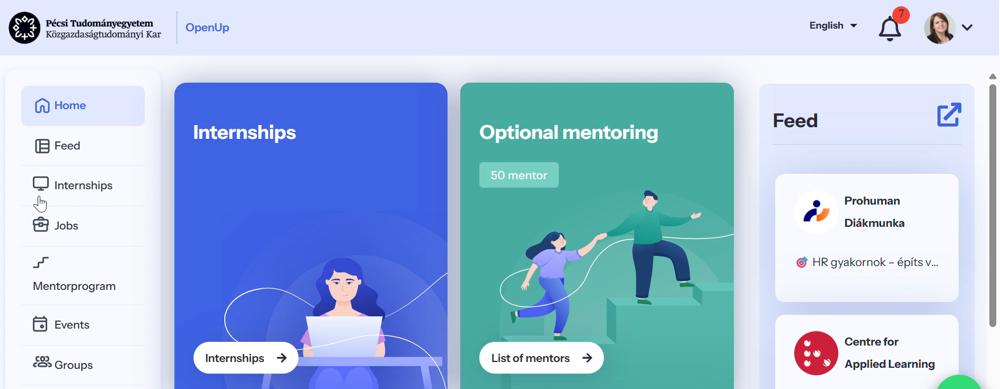 Pécsi Tudományegyetem
Közgazdaságtudományi Kar
OpenUp
English
7
Home
Feed
Internships
Jobs
Mentorprogram
Events
Groups
Internships
Internships
Optional mentoring
50 mentor
List of mentors
Feed
Prohuman
Diákmunka
HR gyakornok – építs v...
Centre for
Applied Learning